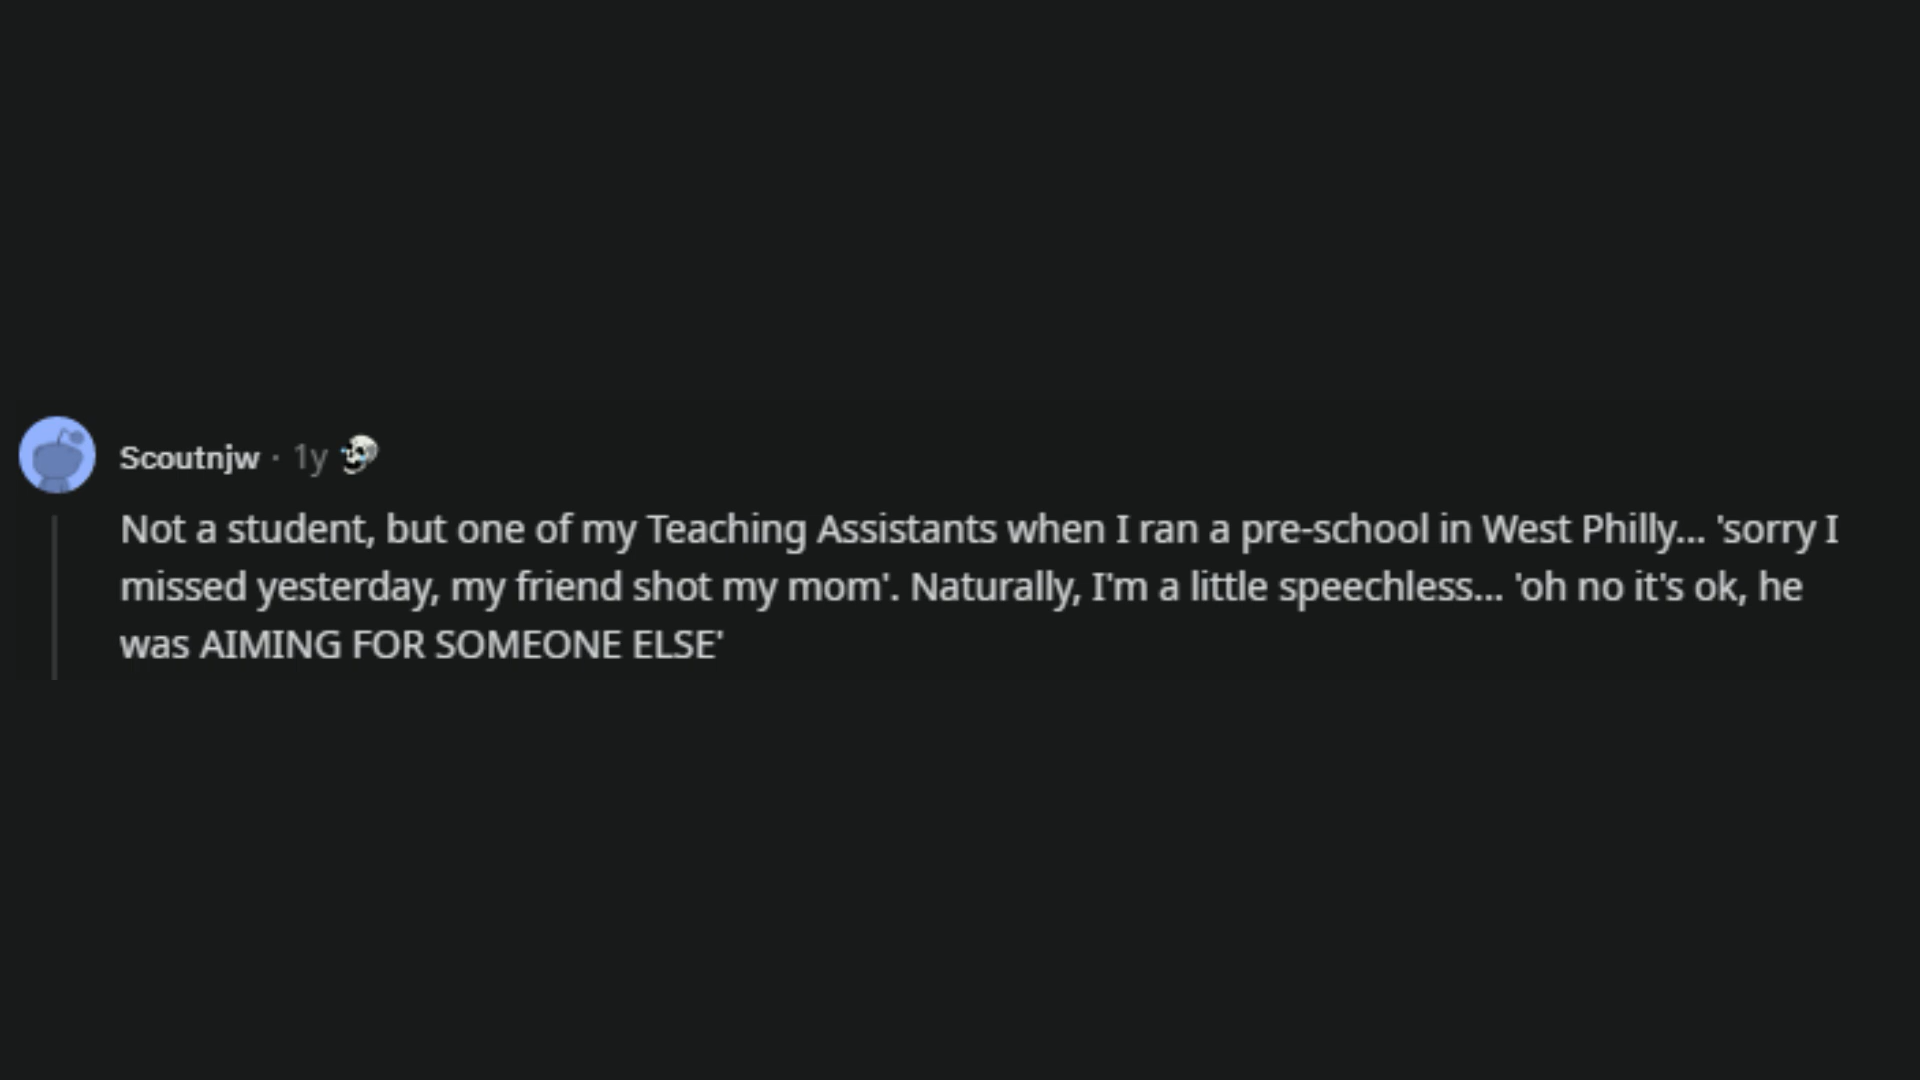 Scoutnjw · 1y
Not a student, but one of my Teaching Assistants when I ran a pre-school in West Philly... 'sorry I
missed yesterday, my friend shot my mom'. Naturally, I'm a little speechless... 'oh no it's ok, he
was AIMING FOR SOMEONE ELSE'